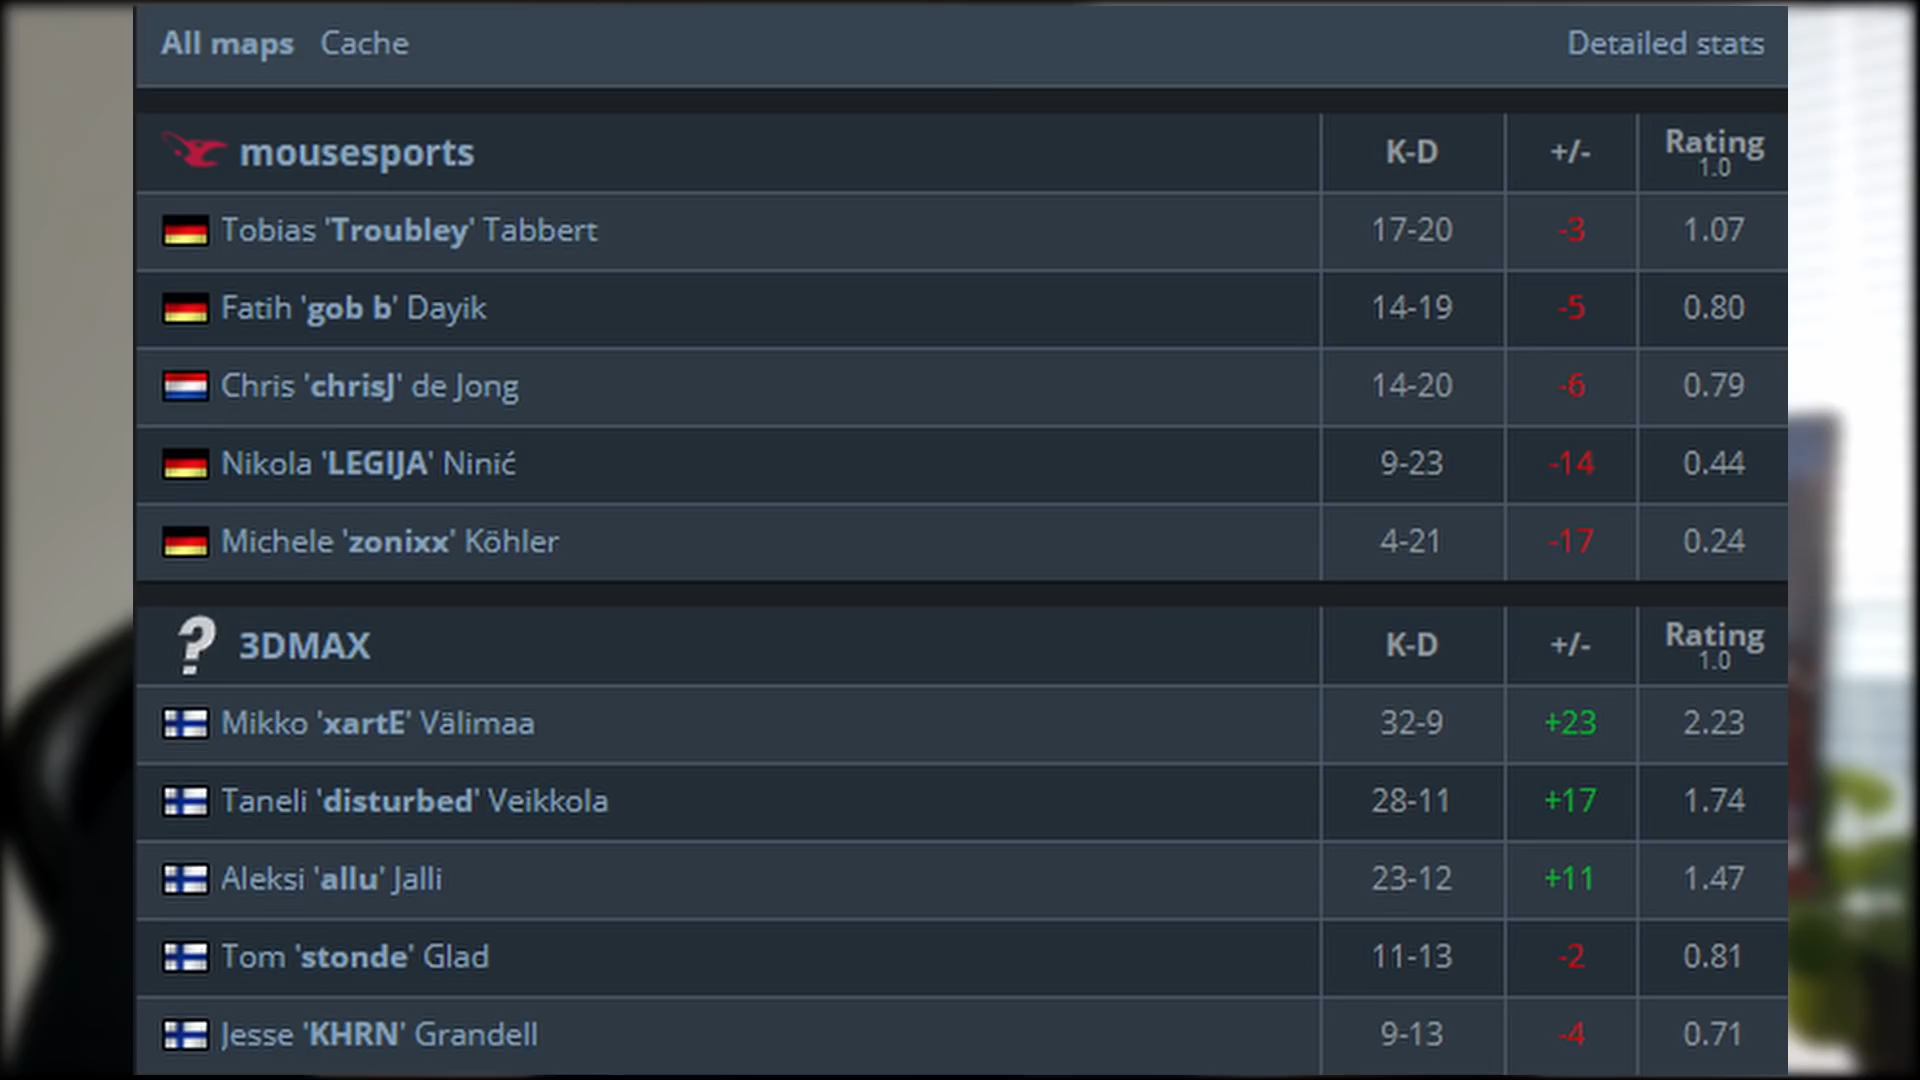 All maps Cache Detailed stats
mousesports K-D +/- Rating 1.0
Tobias 'Troubley' Tabbert 17-20 -3 1.07
Fatih 'gob b' Dayik 14-19 -5 0.80
Chris 'chrisJ' de Jong 14-20 -6 0.79
Nikola 'LEGIJA' Ninić 9-23 -14 0.44
Michele 'zonixx' Köhler 4-21 -17 0.24
? 3DMAX K-D +/- Rating 1.0
Mikko 'xartE' Välimaa 32-9 +23 2.23
Taneli 'disturbed' Veikkola 28-11 +17 1.74
Aleksi 'allu' Jalli 23-12 +11 1.47
Tom 'stonde' Glad 11-13 -2 0.81
Jesse 'KHRN' Grandell 9-13 -4 0.71